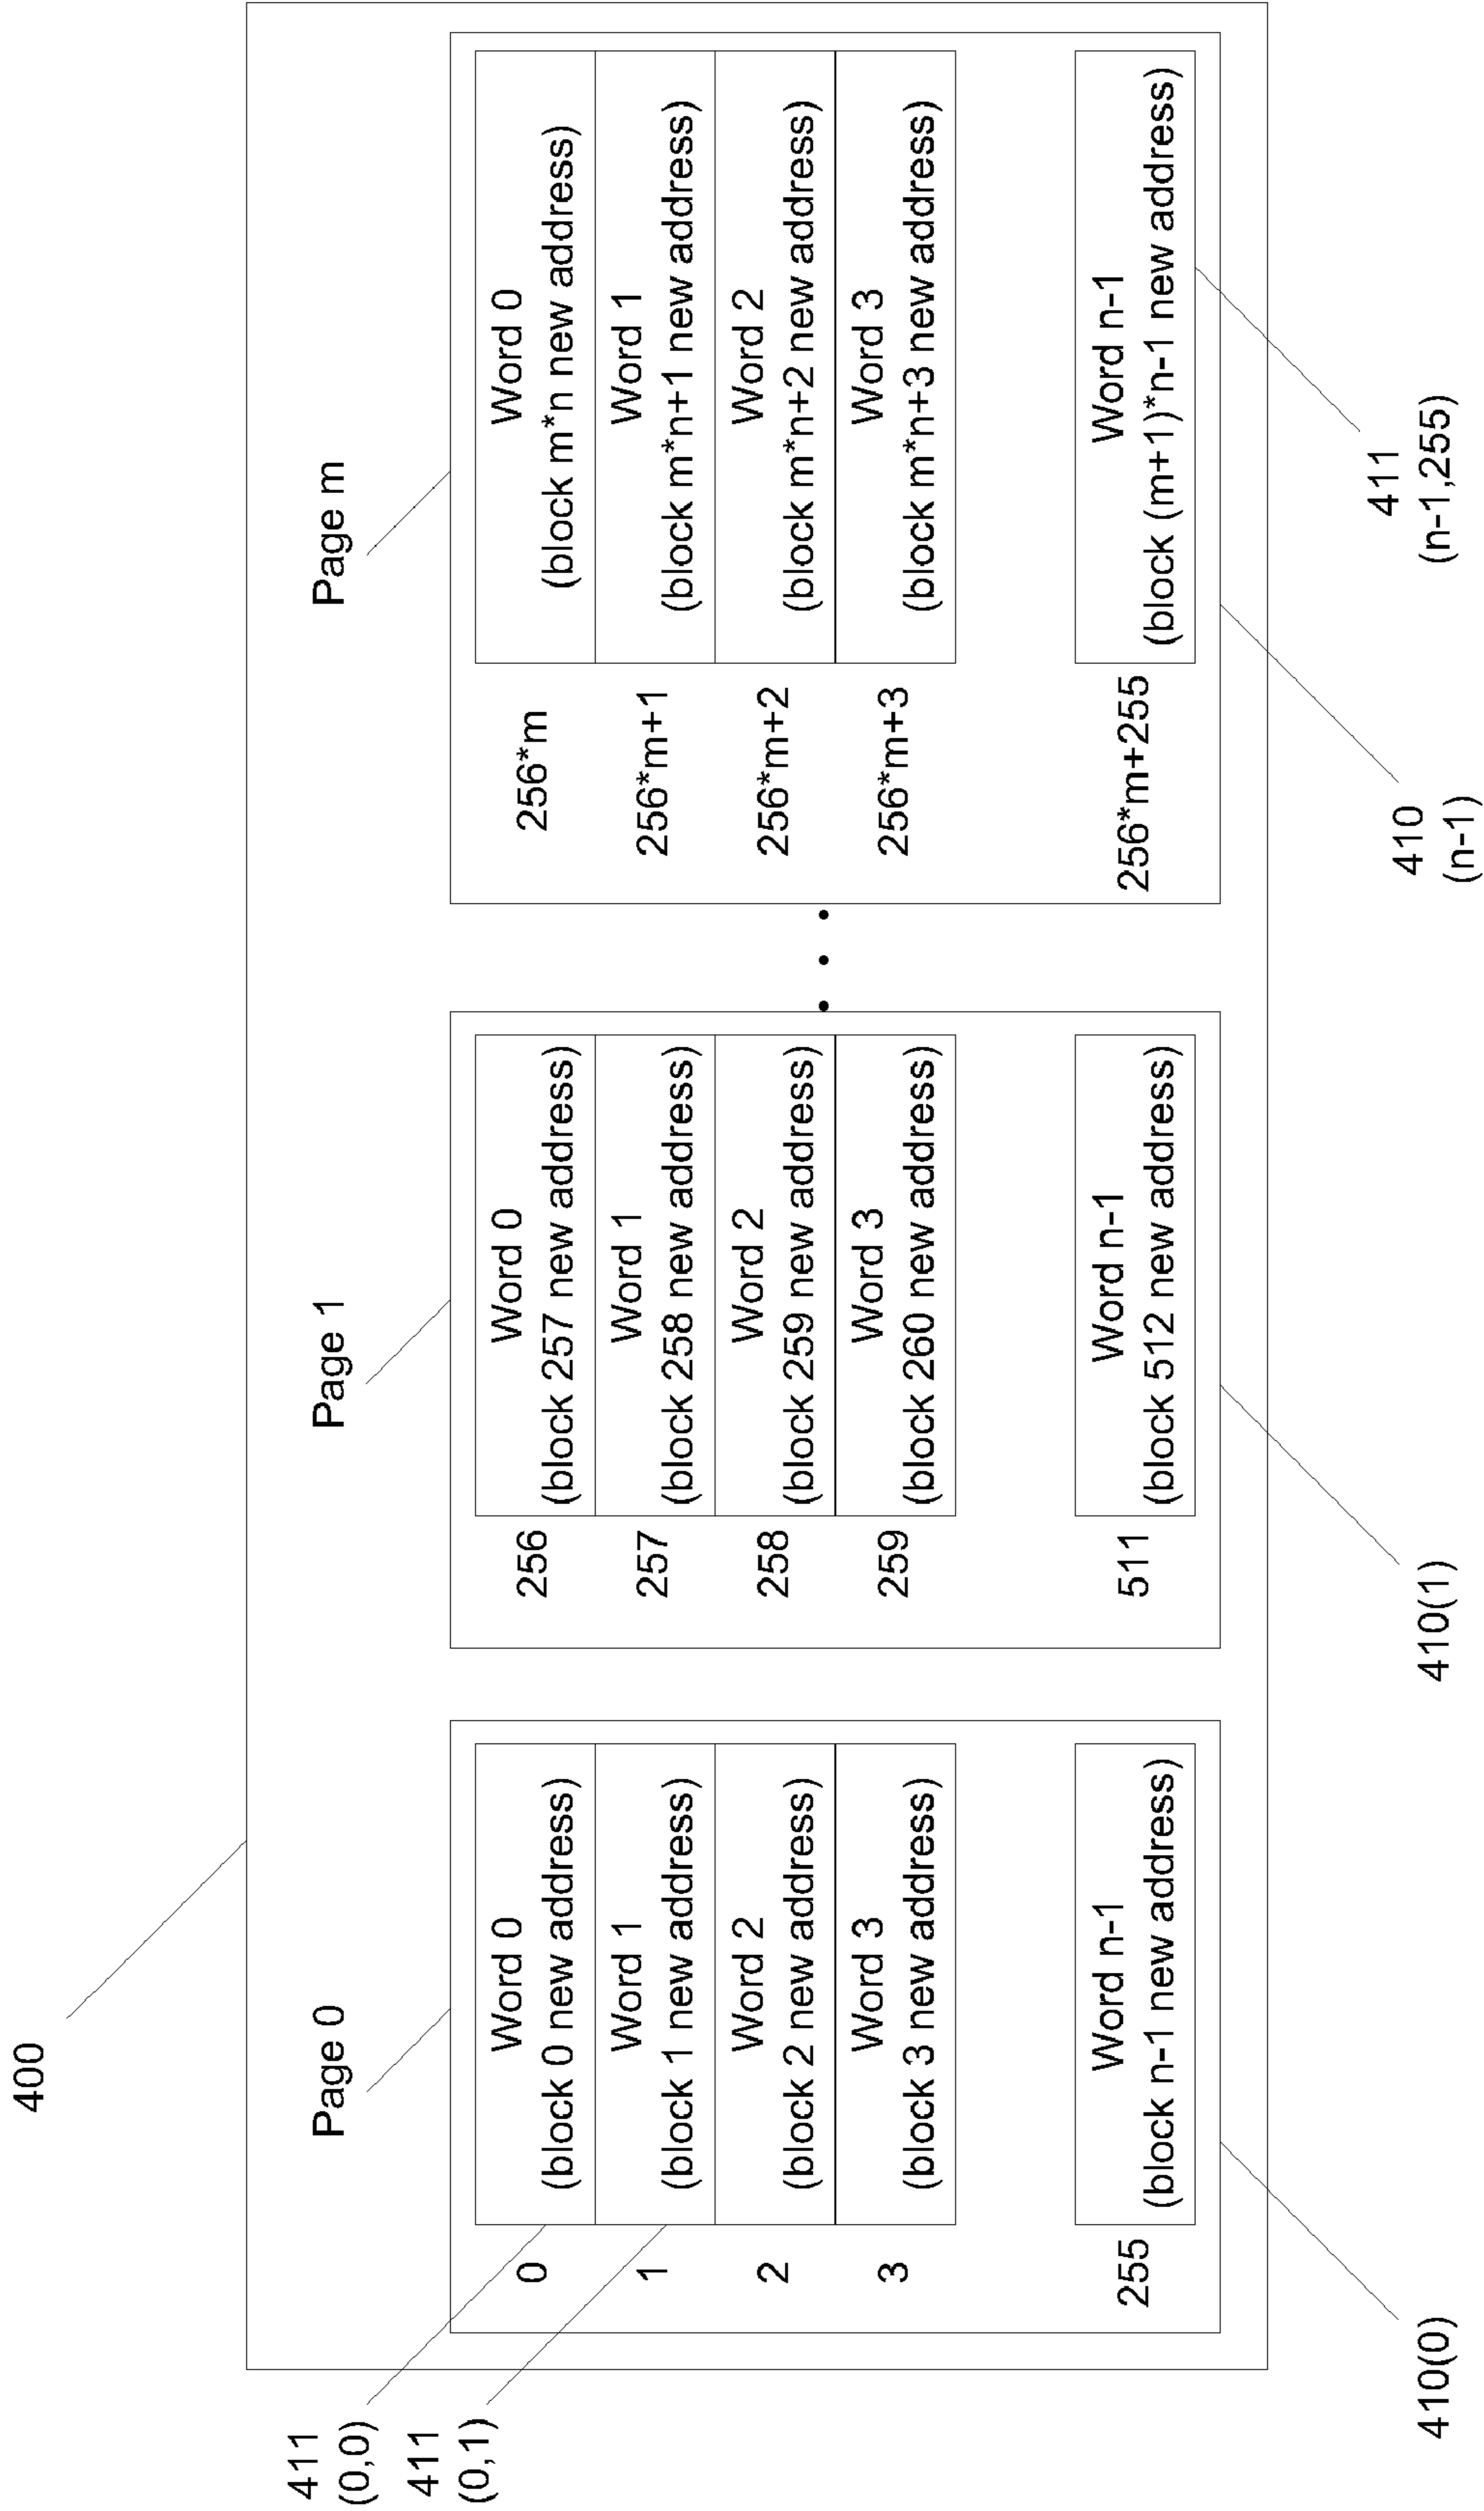 400
Page 0
Page 1
Page m
411
(0,0)
411
(0,1)
0
Word 0
(block 0 new address)
1
Word 1
(block 1 new address)
2
Word 2
(block 2 new address)
3
Word 3
(block 3 new address)
255
Word n-1
(block n-1 new address)
256
Word 0
(block 257 new address)
257
Word 1
(block 258 new address)
258
Word 2
(block 259 new address)
259
Word 3
(block 260 new address)
511
Word n-1
(block 512 new address)
256*m
Word 0
(block m*n new address)
256*m+1
Word 1
(block m*n+1 new address)
256*m+2
Word 2
(block m*n+2 new address)
256*m+3
Word 3
(block m*n+3 new address)
256*m+255
Word n-1
(block (m+1)*n-1 new address)
410(0)
410(1)
410
(n-1)
411
(n-1,255)